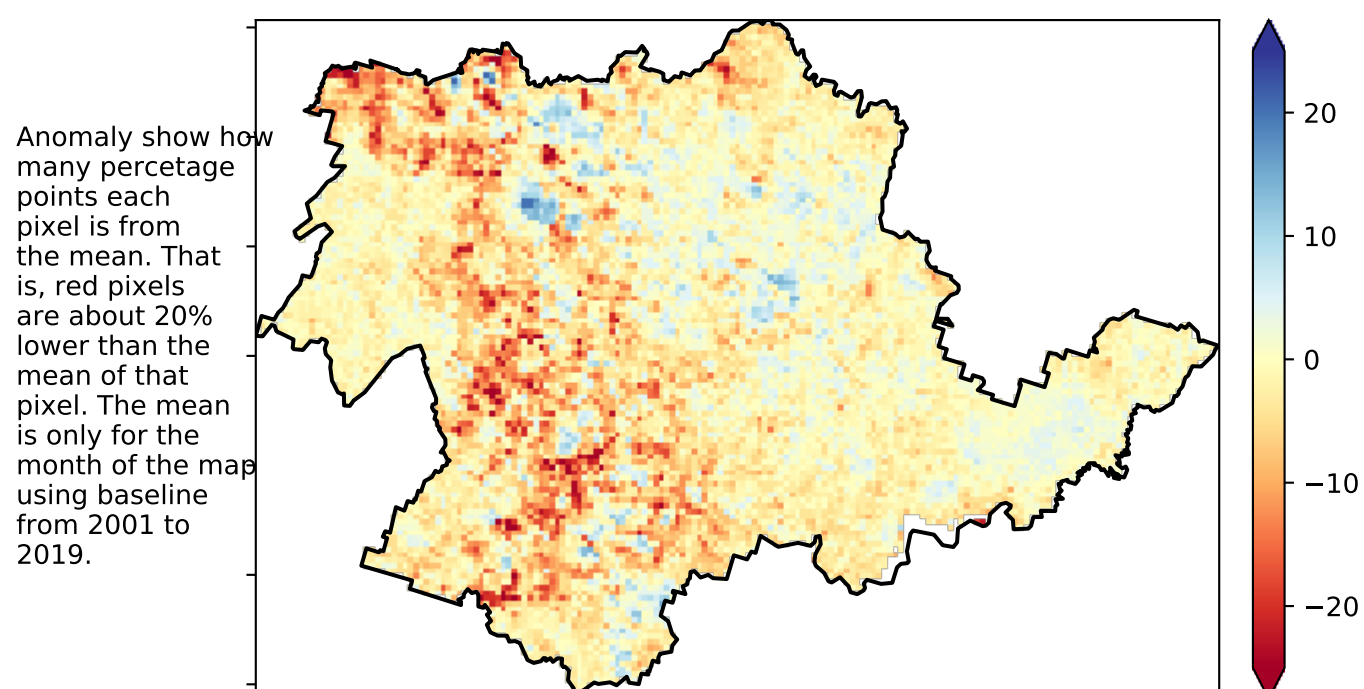 Anomaly show how
many percetage
points each
pixel is from
the mean. That
is, red pixels
are about 20%
lower than the
mean of that
pixel. The mean
is only for the
month of the map
using baseline
from 2001 to
2019.
20
10
0
−10
−20